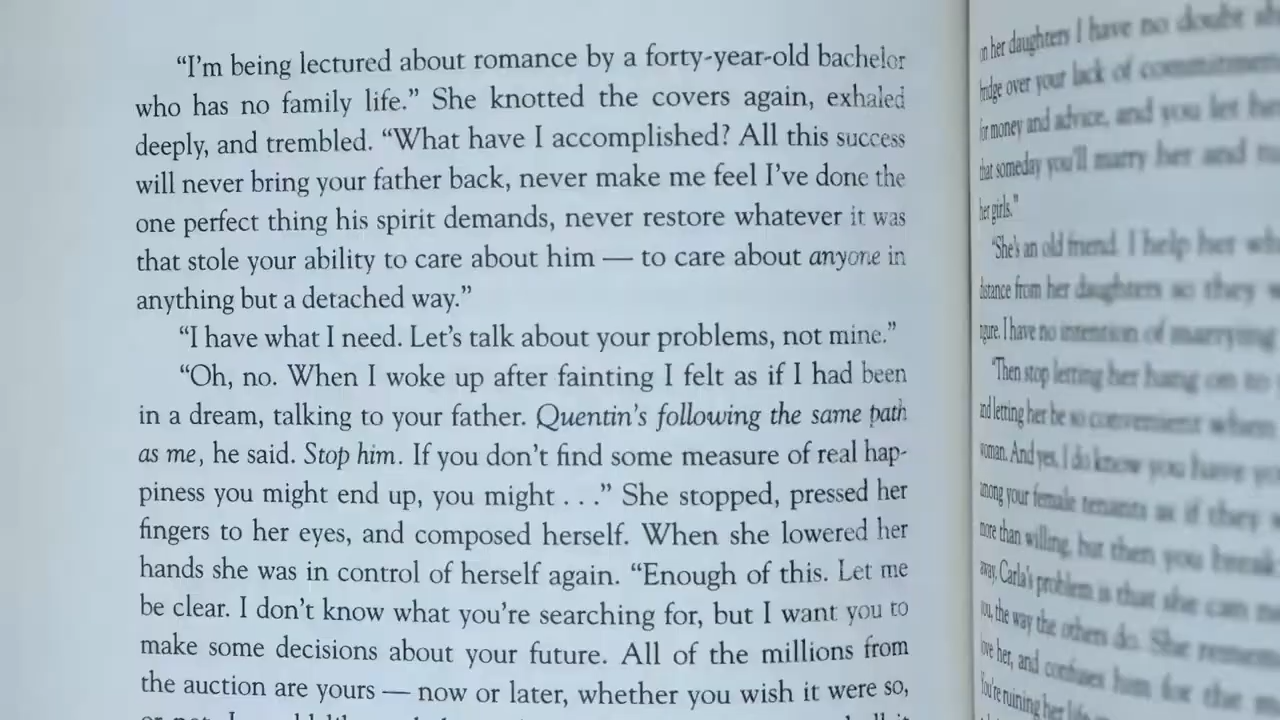 “I’m being lectured about romance by a forty-year-old bachelor
who has no family life.” She knotted the covers again, exhaled
deeply, and trembled. “What have I accomplished? All this success
will never bring your father back, never make me feel I’ve done the
one perfect thing his spirit demands, never restore whatever it was
that stole your ability to care about him — to care about anyone in
anything but a detached way.”
“I have what I need. Let’s talk about your problems, not mine.”
“Oh, no. When I woke up after fainting I felt as if I had been
in a dream, talking to your father. Quentin’s following the same path
as me, he said. Stop him. If you don’t find some measure of real hap-
piness you might end up, you might . . .” She stopped, pressed her
fingers to her eyes, and composed herself. When she lowered her
hands she was in control of herself again. “Enough of this. Let me
be clear. I don’t know what you’re searching for, but I want you to
make some decisions about your future. All of the millions from
the auction are yours — now or later, whether you wish it were so,
on her daughters I have no doubt
bridge over your lack of commitment
for money and advice, and you let
that someday you’ll marry her and
her girls.”
“She’s an old friend. I help her
distance from her daughters so they
figure. I have no intention of marrying
“Then stop letting her hang on to
and letting her be so convenient when
woman. And yes, I do know you have
among your female tenants as if they
more than willing, but then you break
away. Carla’s problem is that she can
you, the way the others do. She
love her, and confuses him for the
You’re ruining her life